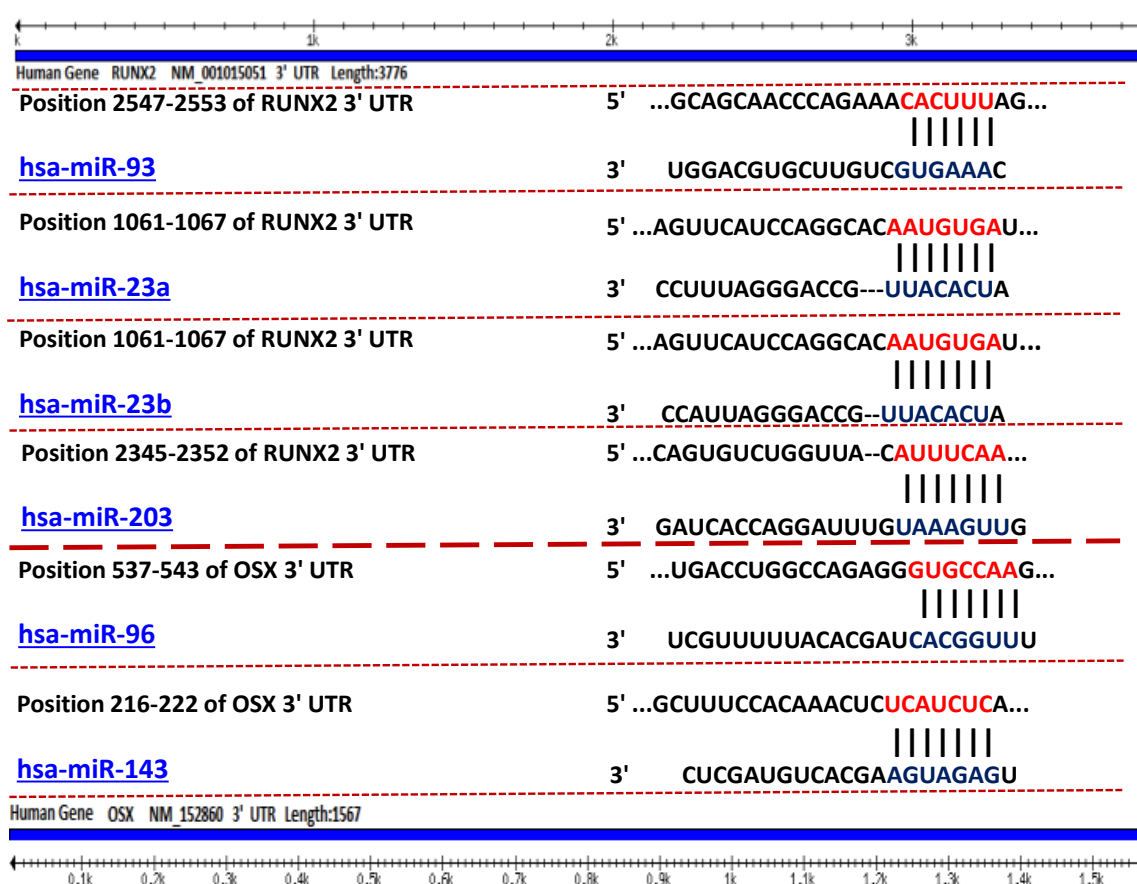 k 1k 2k 3k
Human Gene RUNX2 NM_001015051 3' UTR Length:3776
Position 2547-2553 of RUNX2 3' UTR 5' ...GCAGCAACCCAGAAACACUUUAG...
hsa-miR-93 3' UGGACGUGCUUGUCGUGAAAC
Position 1061-1067 of RUNX2 3' UTR 5' ...AGUUCAUCCAGGCACAAUGUGAU...
hsa-miR-23a 3' CCUUUAGGGACCG---UUACACUA
Position 1061-1067 of RUNX2 3' UTR 5' ...AGUUCAUCCAGGCACAAUGUGAU...
hsa-miR-23b 3' CCAUUAGGGACCG--UUACACUA
Position 2345-2352 of RUNX2 3' UTR 5' ...CAGUGUCUGGUUA--CAUUUCAA...
hsa-miR-203 3' GAUCACCAGGAUUUGUAAAGUUG
Position 537-543 of OSX 3' UTR 5' ...UGACCUGGCCAGAGGGUGCCAAG...
hsa-miR-96 3' UCGUUUUUACACGAUCACGGUUU
Position 216-222 of OSX 3' UTR 5' ...GCUUUCCACAAACUCUCAUCUCA...
hsa-miR-143 3' CUCGAUGUCACGAAGUAGAGU
Human Gene OSX NM_152860 3' UTR Length:1567
0.1k 0.2k 0.3k 0.4k 0.5k 0.6k 0.7k 0.8k 0.9k 1k 1.1k 1.2k 1.3k 1.4k 1.5k